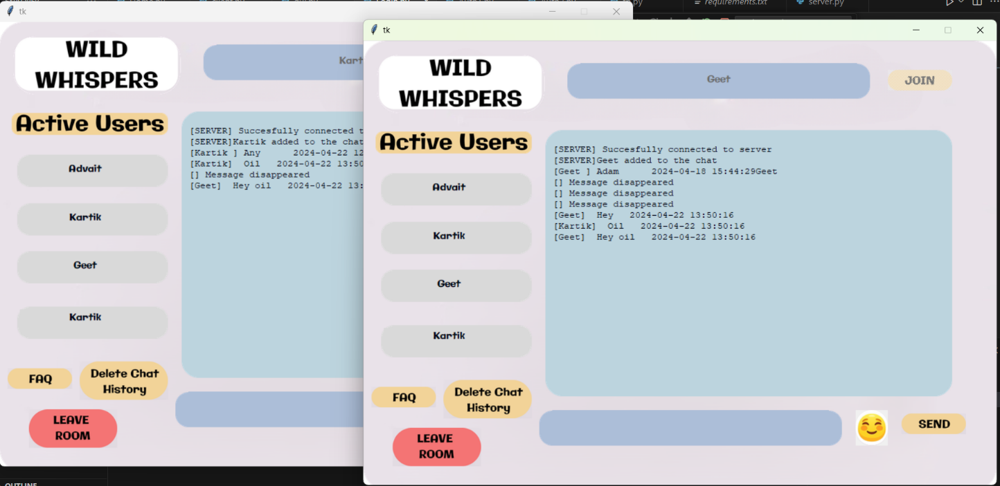 requirements.txt
server.py
tk
WILD
WHISPERS
Active Users
Advait
Kartik
Geet
Kartik
FAQ
Delete Chat
History
LEAVE
ROOM
[SERVER] Succesfully connected
[SERVER]Kartik added to the chat
[Kartik ] Any 2024-04-22 12
[Kartik] Oil 2024-04-22 13:50
[] Message disappeared
[Geet] Hey oil 2024-04-22 13:
tk
WILD
WHISPERS
Geet
JOIN
Active Users
Advait
Kartik
Geet
Kartik
FAQ
Delete Chat
History
LEAVE
ROOM
[SERVER] Succesfully connected to server
[SERVER]Geet added to the chat
[Geet ] Adam 2024-04-18 15:44:29Geet
[] Message disappeared
[] Message disappeared
[] Message disappeared
[Geet] Hey 2024-04-22 13:50:16
[Kartik] Oil 2024-04-22 13:50:16
[Geet] Hey oil 2024-04-22 13:50:16
SEND
OUTLINE